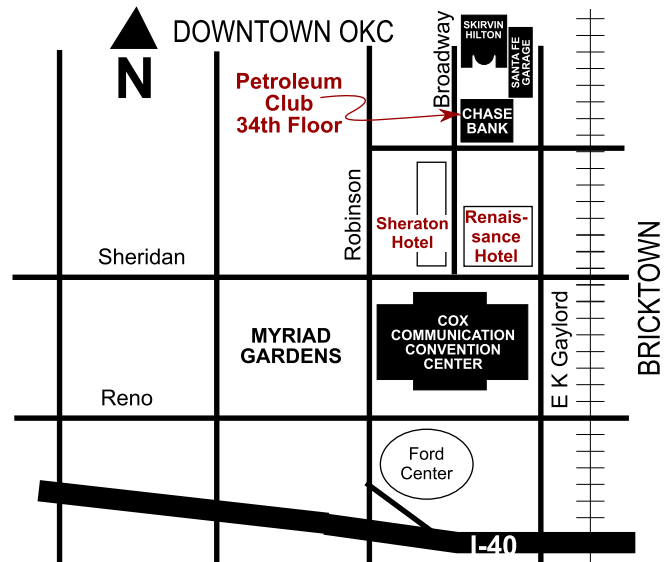 DOWNTOWN OKC
N
Broadway
SKIRVIN
HILTON
SANTA FE
GARAGE
Petroleum
Club
34th Floor
CHASE
BANK
Robinson
Sheraton
Hotel
Renais-
sance
Hotel
Sheridan
BRICKTOWN
MYRIAD
GARDENS
COX
COMMUNICATION
CONVENTION
CENTER
E K Gaylord
Reno
Ford
Center
I-40